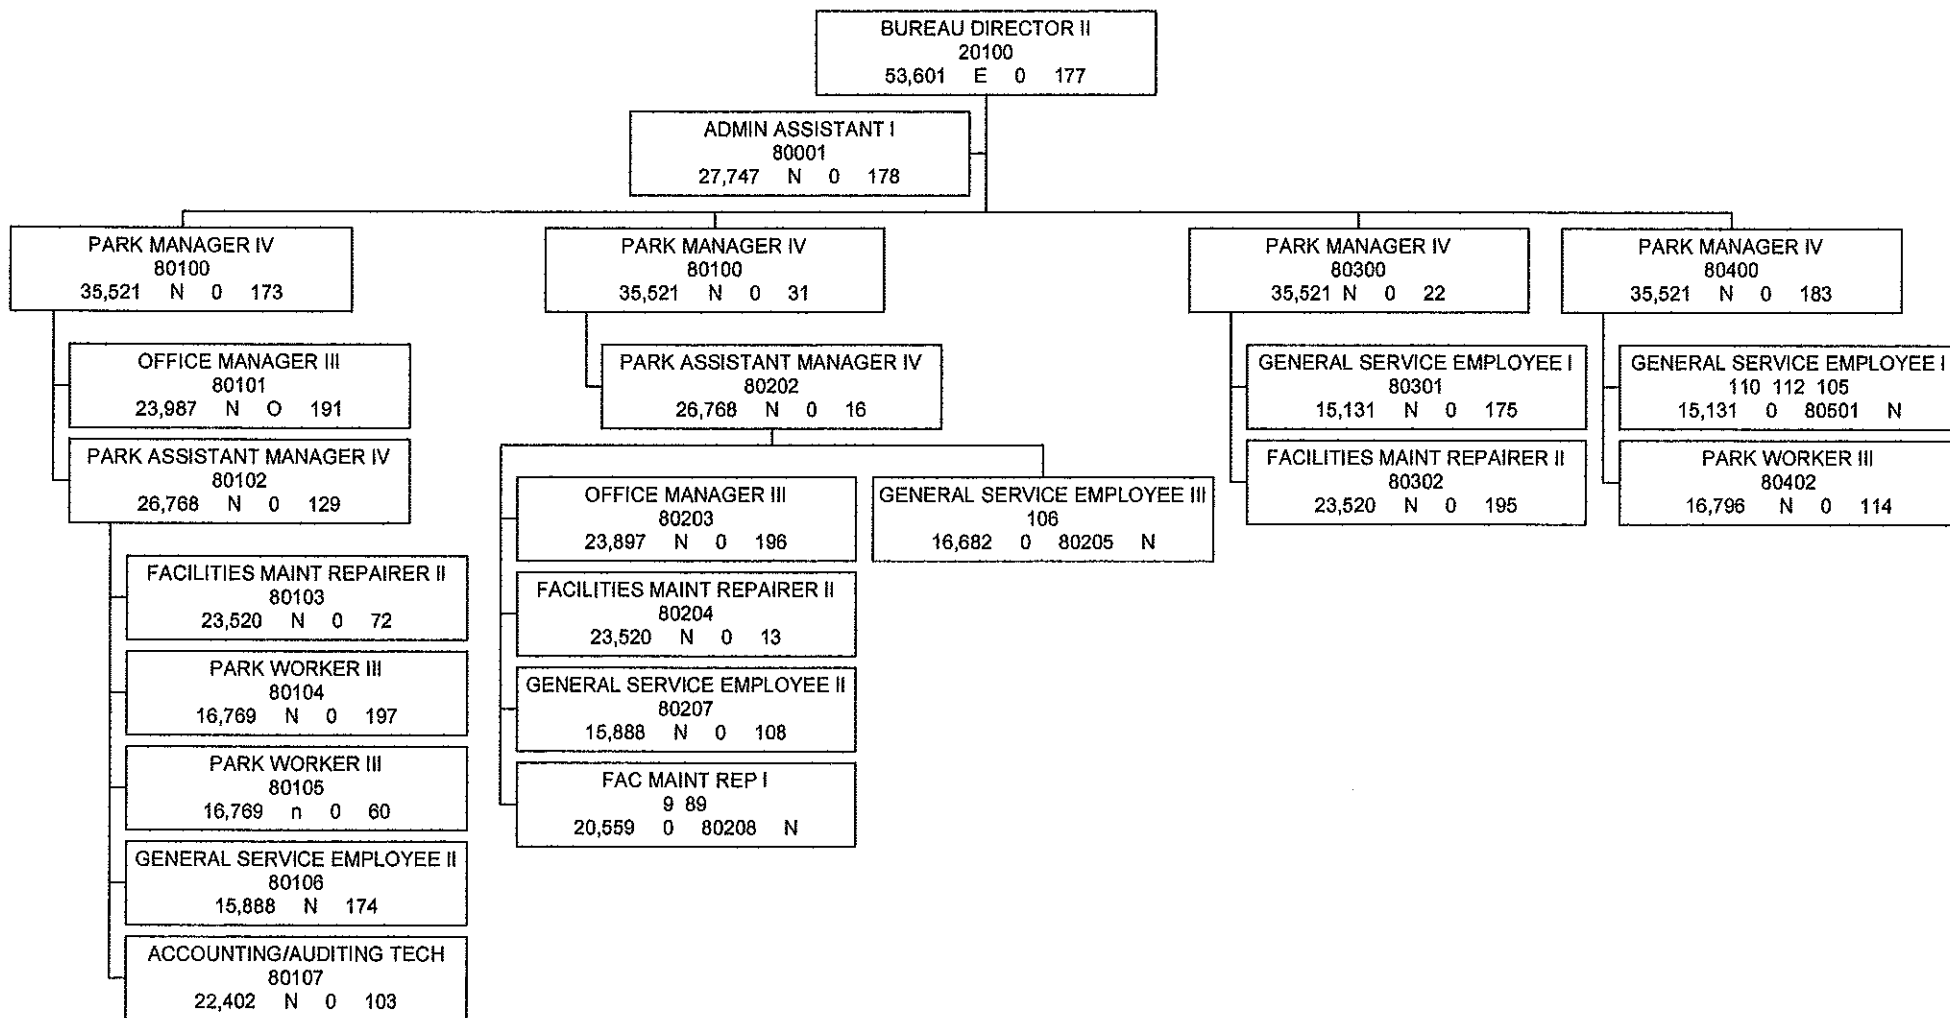 BUREAU DIRECTOR II
20100
53,601 E 0 177
ADMIN ASSISTANT I
80001
27,747 N 0 178
PARK MANAGER IV
80100
35,521 N 0 173
OFFICE MANAGER III
80101
23,987 N O 191
PARK ASSISTANT MANAGER IV
80102
26,768 N 0 129
FACILITIES MAINT REPAIRER II
80103
23,520 N 0 72
PARK WORKER III
80104
16,769 N 0 197
PARK WORKER III
80105
16,769 n 0 60
GENERAL SERVICE EMPLOYEE II
80106
15,888 N 174
ACCOUNTING/AUDITING TECH
80107
22,402 N 0 103
PARK MANAGER IV
80100
35,521 N 0 31
PARK ASSISTANT MANAGER IV
80202
26,768 N 0 16
OFFICE MANAGER III
80203
23,897 N 0 196
FACILITIES MAINT REPAIRER II
80204
23,520 N 0 13
GENERAL SERVICE EMPLOYEE II
80207
15,888 N 0 108
FAC MAINT REP I
9 89
20,559 0 80208 N
GENERAL SERVICE EMPLOYEE III
106
16,682 0 80205 N
PARK MANAGER IV
80300
35,521 N 0 22
GENERAL SERVICE EMPLOYEE I
80301
15,131 N 0 175
FACILITIES MAINT REPAIRER II
80302
23,520 N 0 195
PARK MANAGER IV
80400
35,521 N 0 183
GENERAL SERVICE EMPLOYEE I
110 112 105
15,131 0 80501 N
PARK WORKER III
80402
16,796 N 0 114